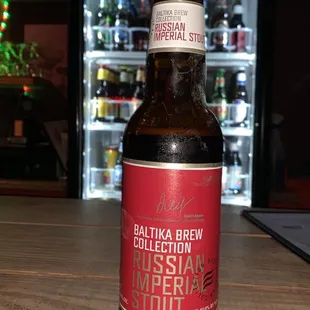 BALTIKA BREW
COLLECTION
RUSSIAN
IMPERIAL STOUT
BALTIKA BREW
COLLECTION
RUSSIAN
IMPERIAL
STOUT